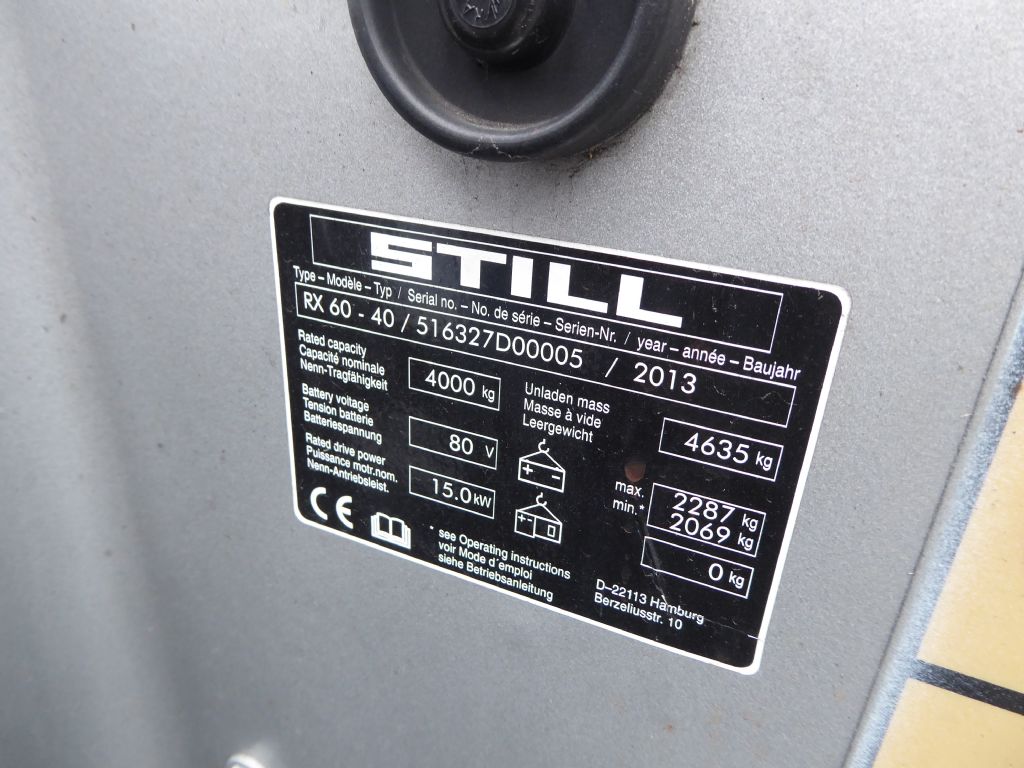 STILL
Type – Modèle – Typ / Serial no. – No. de série – Serien-Nr. / year – année – Baujahr
RX 60 - 40 / 516327D00005 / 2013
Rated capacity
Capacité nominale
Nenn-Tragfähigkeit
4000 kg
Unladen mass
Masse à vide
Leergewicht
4635 kg
Battery voltage
Tension batterie
Batteriespannung
80 V
max. 2287 kg
min.* 2069 kg
Rated drive power
Puissance motr.nom.
Nenn-Antriebsleist.
15.0 kW
0 kg
CE
* see Operating instructions
voir Mode d'emploi
siehe Betriebsanleitung
D–22113 Hamburg
Berzeliusstr. 10